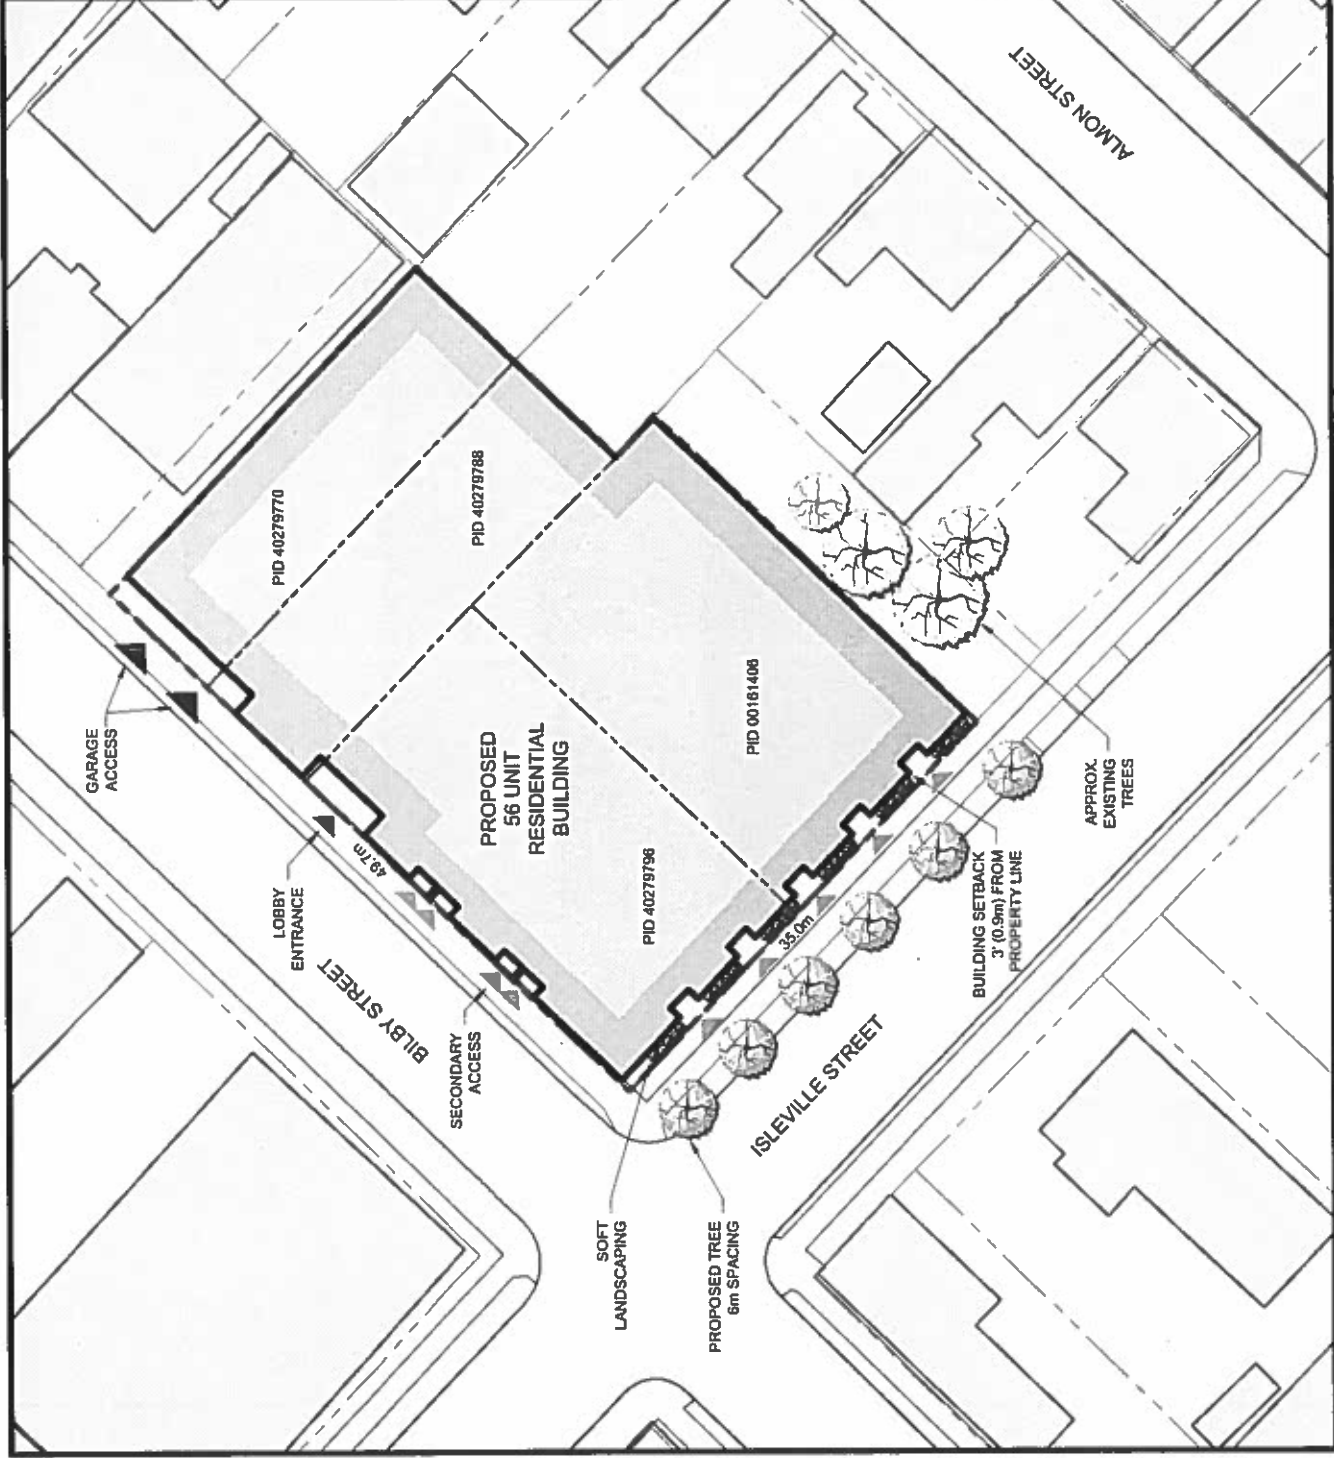 ALMON STREET
PID 40279770
PID 40279788
GARAGE
ACCESS
PROPOSED
56 UNIT
RESIDENTIAL
BUILDING
PID 00161406
LOBBY
ENTRANCE
49.7m
PID 40279796
APPROX.
EXISTING
TREES
BUILDING SETBACK
3' (0.9m) FROM
PROPERTY LINE
35.0m
BILBY STREET
SECONDARY
ACCESS
ISLEVILLE STREET
SOFT
LANDSCAPING
PROPOSED TREE
6m SPACING